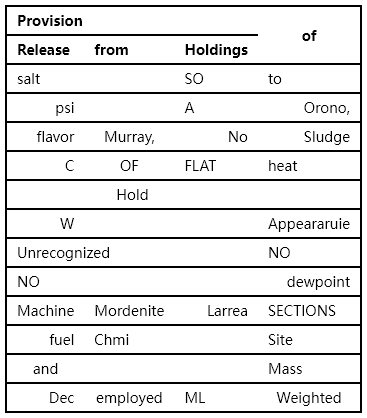 Provision of
Release from Holdings
salt SO to
psi A Orono,
flavor Murray, No Sludge
C OF FLAT heat
Hold
W Appeararuie
Unrecognized NO
NO dewpoint
Machine Mordenite Larrea SECTIONS
fuel Chmi Site
and Mass
Dec employed ML Weighted